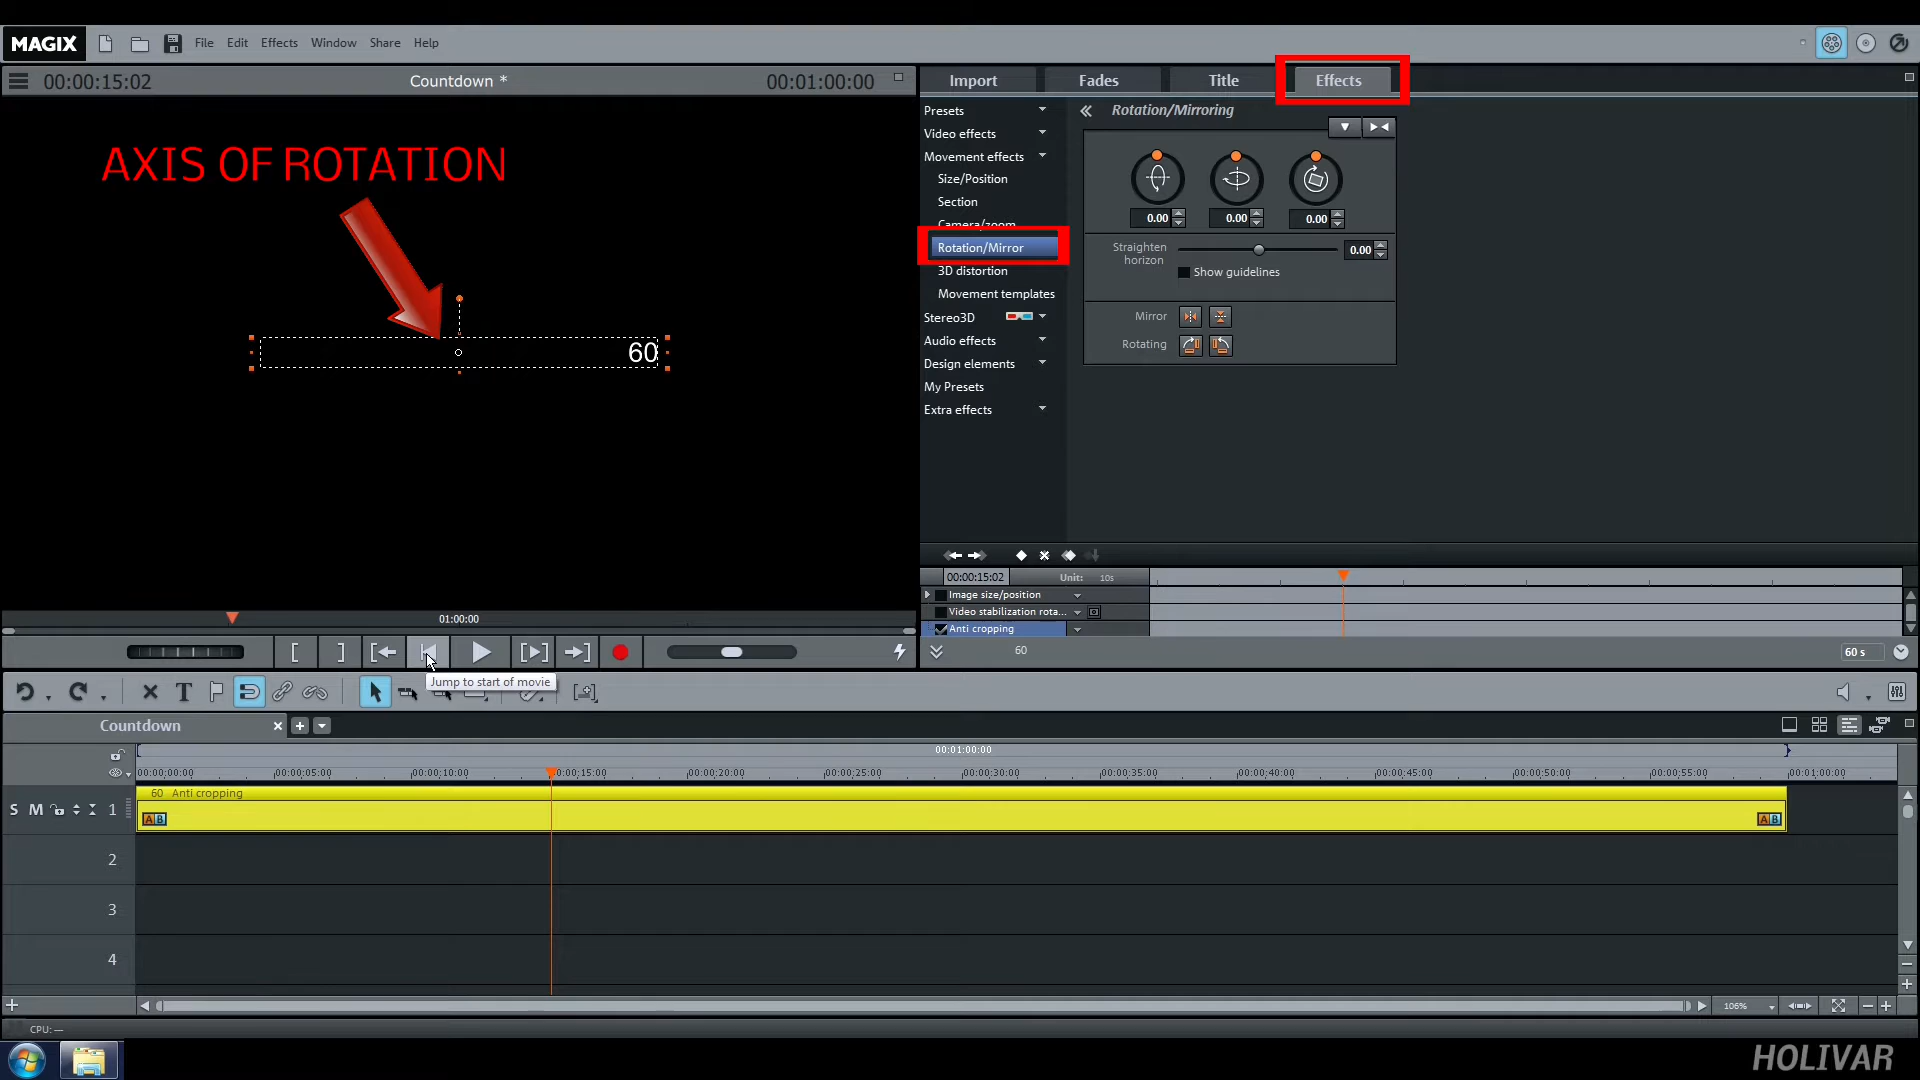 MAGIX File Edit Effects Window Share Help
00:00:15:02 Countdown * 00:01:00:00
Import Fades Title Effects
AXIS OF ROTATION
60
Presets
Video effects
Movement effects
Size/Position
Section
Camera/zoom
Rotation/Mirror
3D distortion
Movement templates
Stereo3D
Audio effects
Design elements
My Presets
Extra effects
Rotation/Mirroring
0.00 0.00 0.00
Straighten horizon 0.00
Show guidelines
Mirror
Rotating
00:00:15:02 Unit: 10s
Image size/position
Video stabilization rota...
Anti cropping
60 60 s
01:00:00
Jump to start of movie
Countdown
00:01:00:00
00:00:00:00 00:00:05:00 00:00:10:00 00:00:15:00 00:00:20:00 00:00:25:00 00:00:30:00 00:00:35:00 00:00:40:00 00:00:45:00 00:00:50:00 00:00:55:00 00:01:00:00
60 Anti cropping
S M 1
A B A B
2
3
4
106%
CPU: —
HOLIVAR